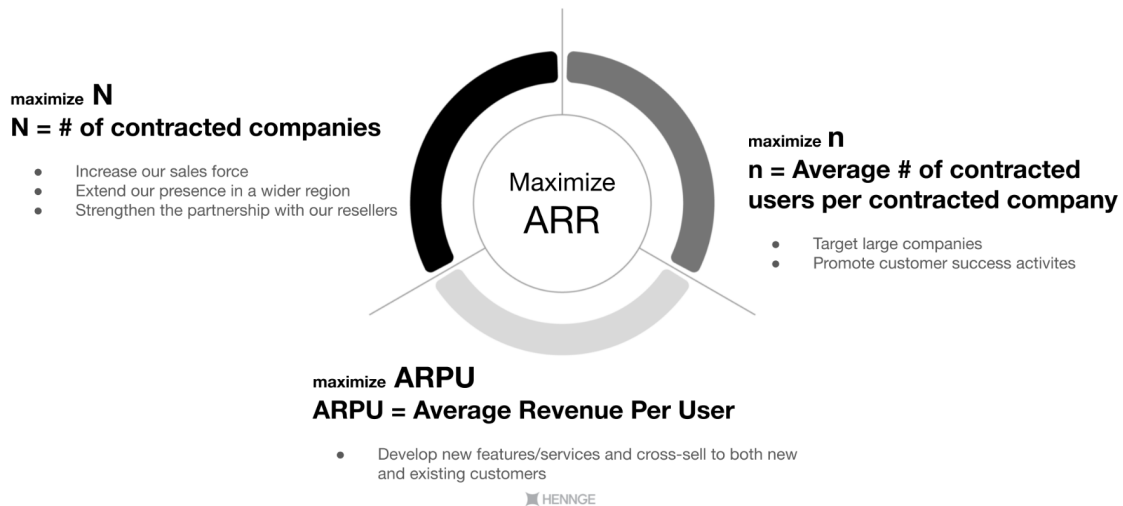 maximize N
N = # of contracted companies
● Increase our sales force
● Extend our presence in a wider region
● Strengthen the partnership with our resellers
Maximize
ARR
maximize n
n = Average # of contracted
users per contracted company
● Target large companies
● Promote customer success activites
maximize ARPU
ARPU = Average Revenue Per User
● Develop new features/services and cross-sell to both new
and existing customers
HENNGE